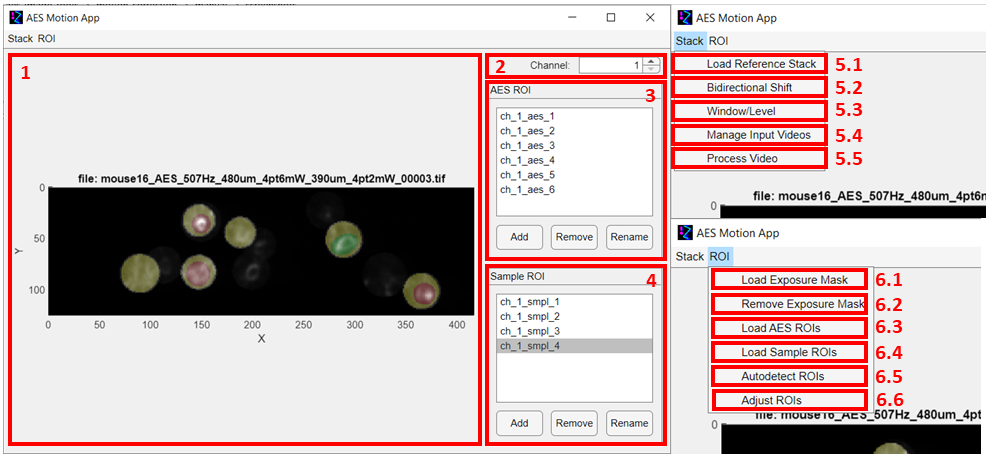 AES Motion App
Stack ROI
1
file: mouse16_AES_507Hz_480um_4pt6mW_390um_4pt2mW_00003.tif
0
50
100
Y
0 50 100 150 200 250 300 350 400
X
2 Channel: 1
AES ROI 3
ch_1_aes_1
ch_1_aes_2
ch_1_aes_3
ch_1_aes_4
ch_1_aes_5
ch_1_aes_6
Add Remove Rename
Sample ROI 4
ch_1_smpl_1
ch_1_smpl_2
ch_1_smpl_3
ch_1_smpl_4
Add Remove Rename
AES Motion App
Stack ROI
Load Reference Stack 5.1
Bidirectional Shift 5.2
Window/Level 5.3
Manage Input Videos 5.4
Process Video 5.5
file: mouse16_AES_507Hz_480um_4pt6m
0
AES Motion App
Stack ROI
Load Exposure Mask 6.1
Remove Exposure Mask 6.2
Load AES ROIs 6.3
Load Sample ROIs 6.4
Autodetect ROIs 6.5
Adjust ROIs 6.6
file: mouse16_AES_507Hz_480um_4pt
0